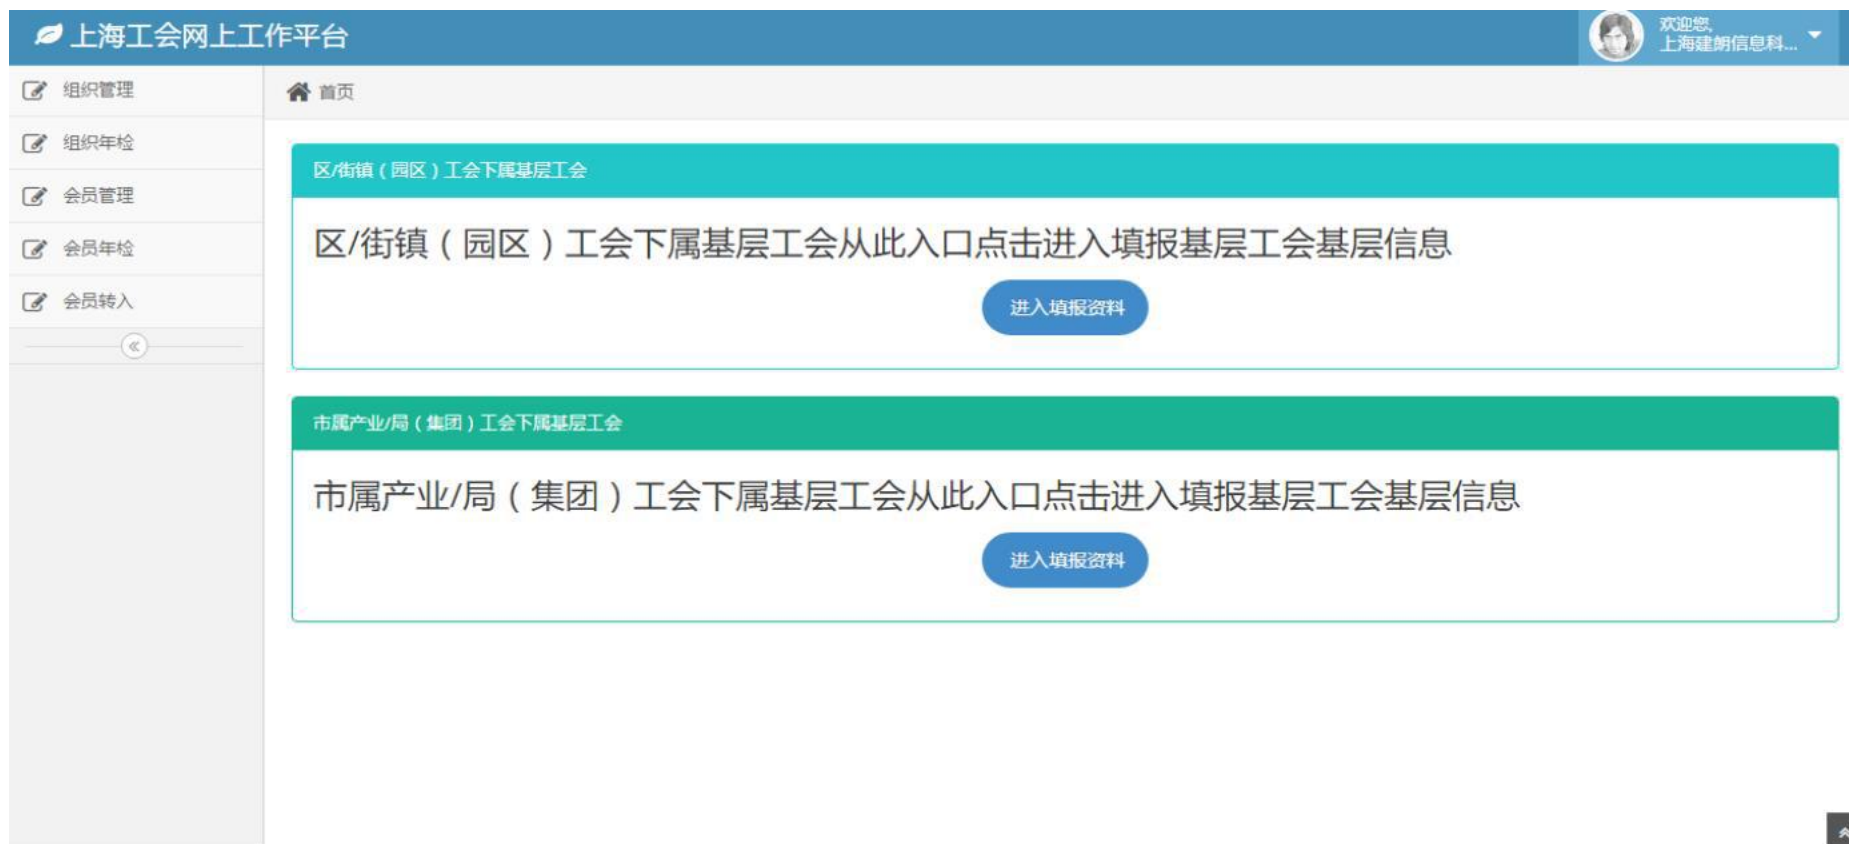 上海工会网上工作平台
欢迎您,
上海建朗信息科...
组织管理
组织年检
会员管理
会员年检
会员转入
首页
区/街镇（园区）工会下属基层工会
区/街镇（园区）工会下属基层工会从此入口点击进入填报基层工会基层信息
进入填报资料
市属产业/局（集团）工会下属基层工会
市属产业/局（集团）工会下属基层工会从此入口点击进入填报基层工会基层信息
进入填报资料